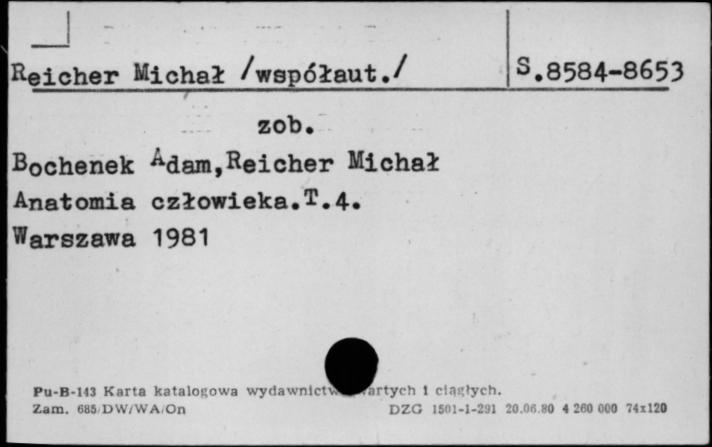 Reicher Michał /współaut./ S.8584-8653
zob.
Bochenek Adam,Reicher Michał
Anatomia człowieka.T.4.
Warszawa 1981
Pu-B-143 Karta katalogowa wydawnictw ciągłych.
Zam. 685/DW/WA/On DZG 1501-1-291 20.06.80 4 260 000 74x120